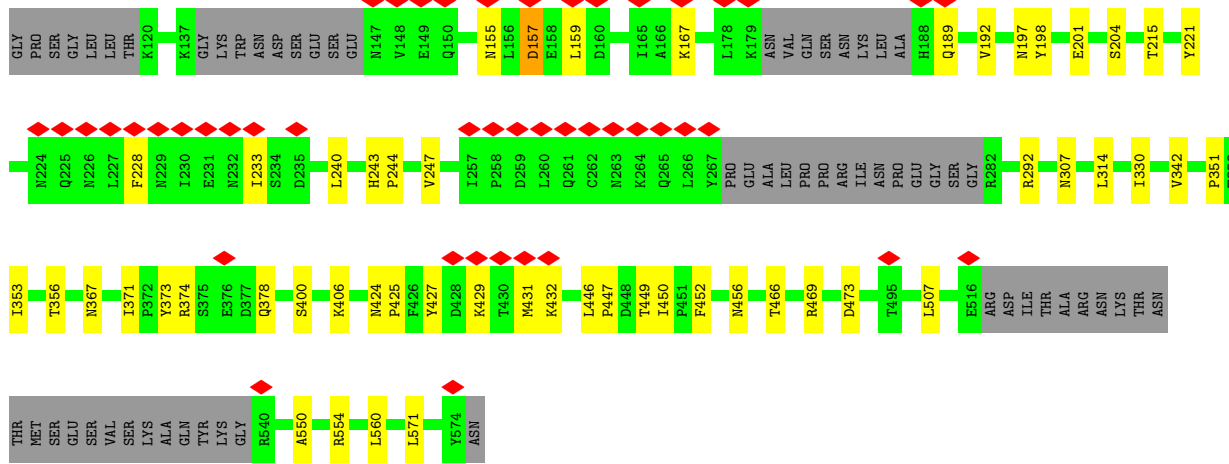 GLY PRO SER GLY LEU LEU THR K120 K137 GLY LYS TRP ASN ASP SER GLU SER GLU N147 V148 E149 Q150 N155 L156 D157 E158 L159 D160 I165 A166 K167 L178 K179 ASN VAL GLN SER ASN LYS LEU ALA H188 Q189 V192 N197 Y198 E201 S204 T215 Y221
N224 Q225 N226 L227 F228 N229 I230 E231 N232 I233 S234 D235 L240 H243 P244 V247 I257 P258 D259 L260 Q261 C262 N263 K264 Q265 L266 Y267 PRO GLU ALA LEU PRO PRO ARG ILE ASN PRO GLU GLY SER GLY R282 R292 N307 L314 I330 V342 P351
I353 T356 N367 I371 P372 Y373 R374 S375 E376 D377 Q378 S400 K406 N424 P425 F426 Y427 D428 K429 T430 M431 K432 L446 P447 D448 T449 I450 P451 F452 N456 T466 R469 D473 T495 L507 E516 ARG ASP ILE THR ALA ARG ASN LYS THR ASN
THR MET SER GLU SER VAL SER LYS ALA GLN TYR LYS GLY R540 A550 R554 L560 L571 Y574 ASN